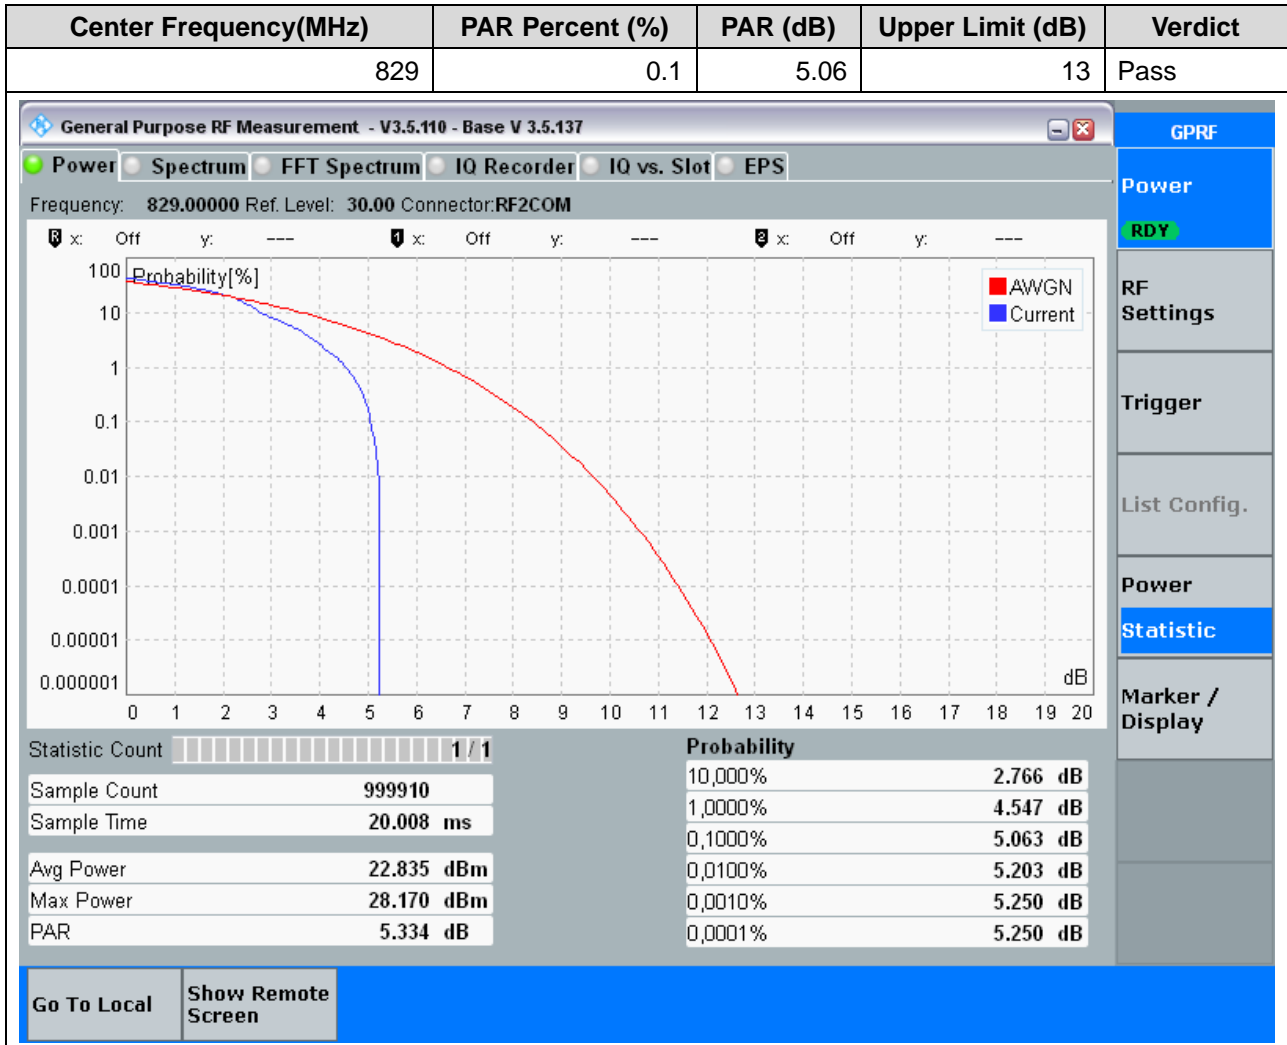 Center Frequency(MHz) PAR Percent (%) PAR (dB) Upper Limit (dB) Verdict
829 0.1 5.06 13 Pass
General Purpose RF Measurement - V3.5.110 - Base V 3.5.137
GPRF
Power Spectrum FFT Spectrum IQ Recorder IQ vs. Slot EPS
Frequency: 829.00000 Ref. Level: 30.00 Connector:RF2COM
R x: Off y: --- 1 x: Off y: --- 2 x: Off y: ---
Probability[%]
AWGN
Current
100
10
1
0.1
0.01
0.001
0.0001
0.00001
0.000001
dB
0 1 2 3 4 5 6 7 8 9 10 11 12 13 14 15 16 17 18 19 20
Statistic Count 1 / 1
Sample Count 999910
Sample Time 20.008 ms
Avg Power 22.835 dBm
Max Power 28.170 dBm
PAR 5.334 dB
Probability
10,000% 2.766 dB
1,0000% 4.547 dB
0,1000% 5.063 dB
0,0100% 5.203 dB
0,0010% 5.250 dB
0,0001% 5.250 dB
Power
RDY
RF
Settings
Trigger
List Config.
Power
Statistic
Marker /
Display
Go To Local
Show Remote
Screen